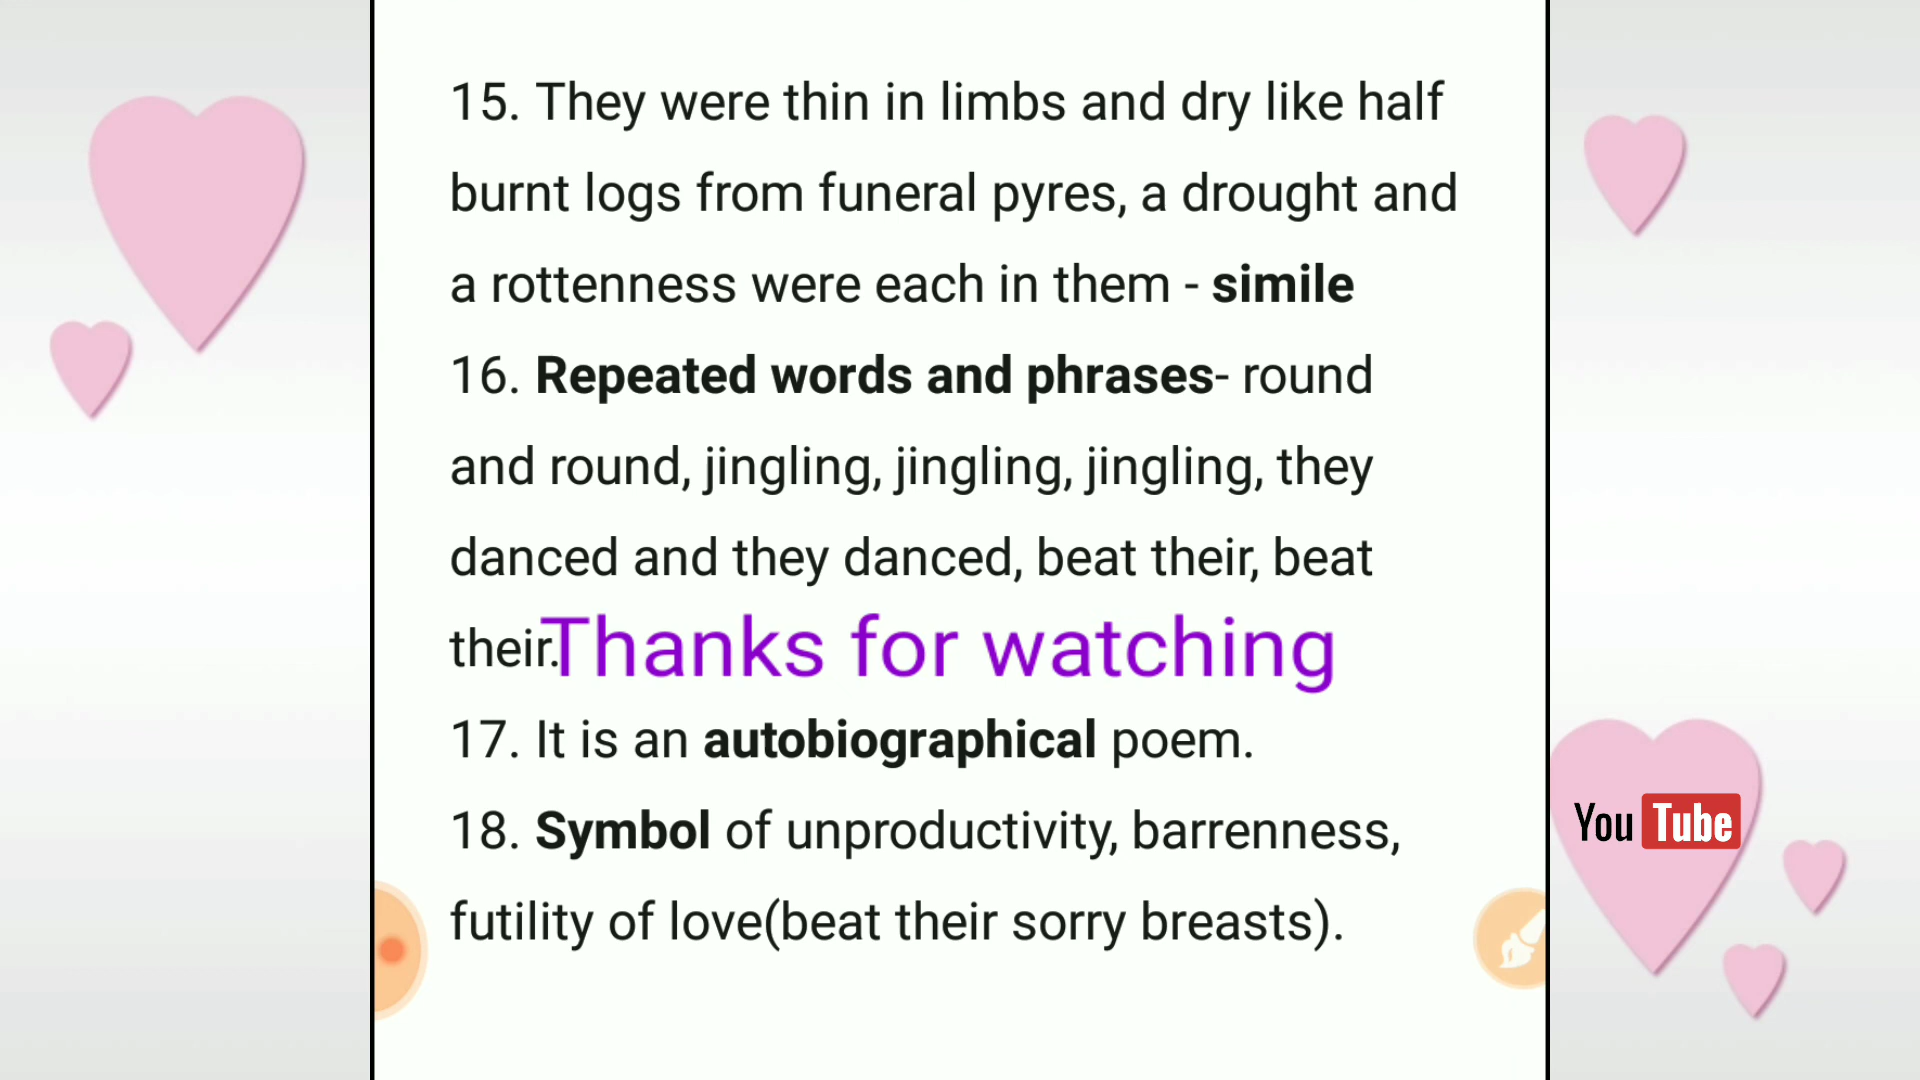 15. They were thin in limbs and dry like half
burnt logs from funeral pyres, a drought and
a rottenness were each in them - simile
16. Repeated words and phrases- round
and round, jingling, jingling, jingling, they
danced and they danced, beat their, beat
their.
Thanks for watching
17. It is an autobiographical poem.
18. Symbol of unproductivity, barrenness,
futility of love(beat their sorry breasts).
YouTube